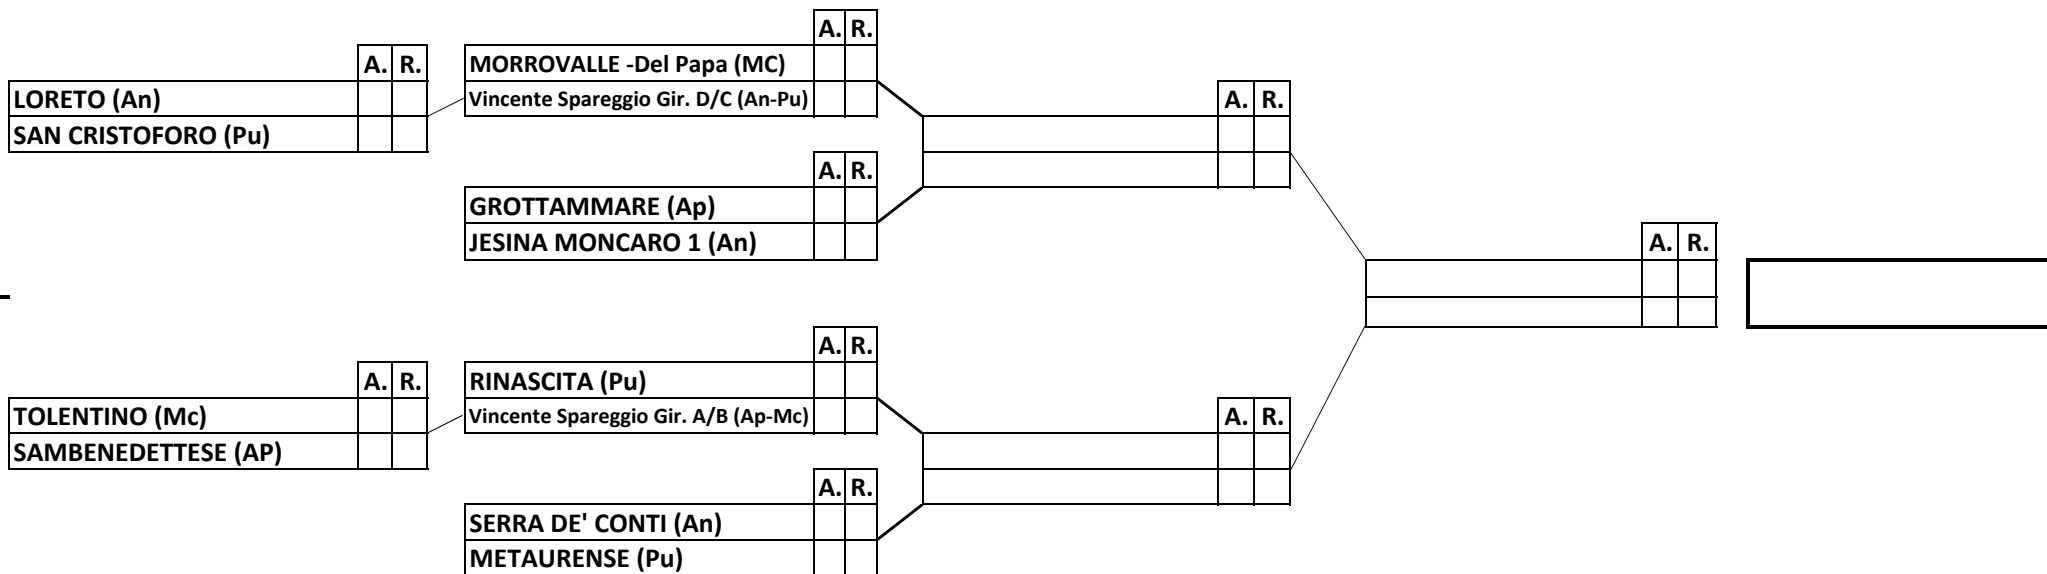 A. R.
A. R.
MORROVALLE -Del Papa (MC)
LORETO (An)
Vincente Spareggio Gir. D/C (An-Pu)
A. R.
SAN CRISTOFORO (Pu)
A. R.
GROTTAMMARE (Ap)
JESINA MONCARO 1 (An)
A. R.
A. R.
A. R.
RINASCITA (Pu)
TOLENTINO (Mc)
Vincente Spareggio Gir. A/B (Ap-Mc)
A. R.
SAMBENEDETTESE (AP)
A. R.
SERRA DE' CONTI (An)
METAURENSE (Pu)